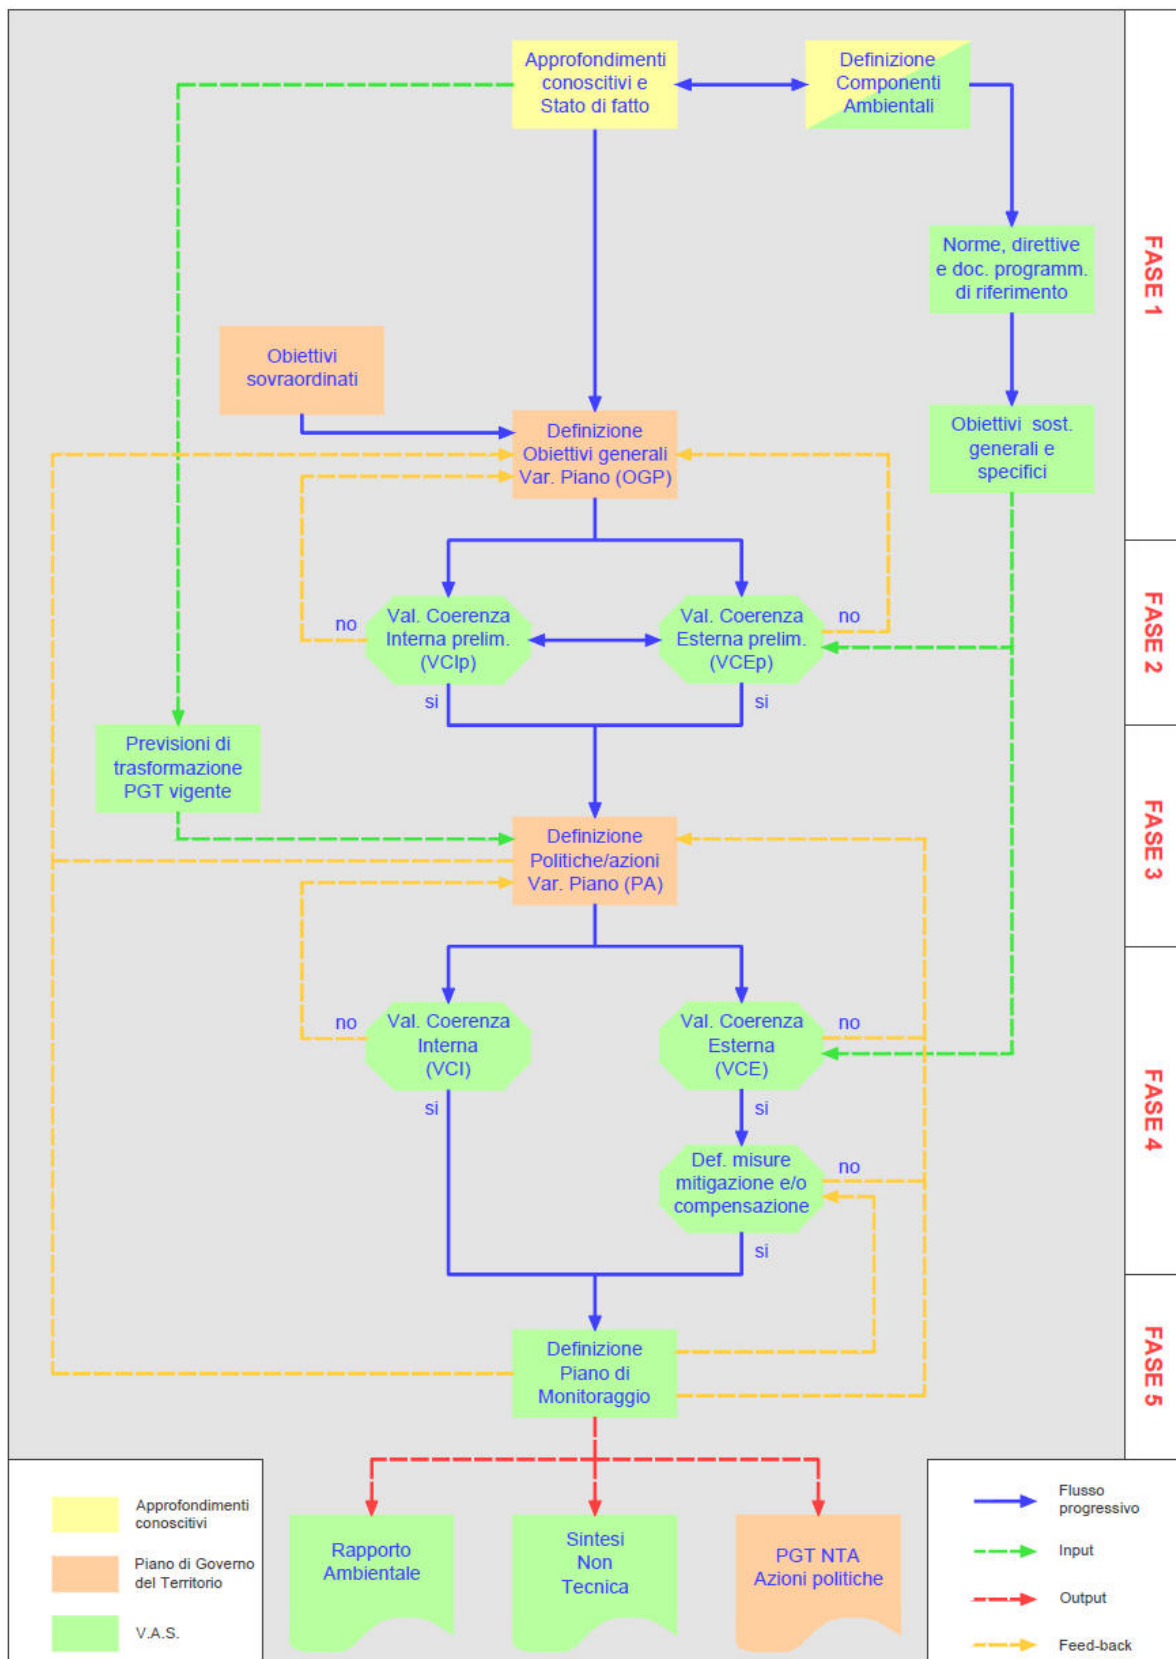 Approfondimenti
conoscitivi e
Stato di fatto
Definizione
Componenti
Ambientali
FASE 1
Norme, direttive
e doc. programm.
di riferimento
Obiettivi
sovraordinati
Obiettivi sost.
generali e
specifici
Definizione
Obiettivi generali
Var. Piano (OGP)
FASE 2
no
Val. Coerenza
Interna prelim.
(VCIp)
si
Val. Coerenza
Esterna prelim.
(VCEp)
no
si
Previsioni di
trasformazione
PGT vigente
FASE 3
Definizione
Politiche/azioni
Var. Piano (PA)
FASE 4
no
Val. Coerenza
Interna
(VCI)
si
Val. Coerenza
Esterna
(VCE)
no
si
Def. misure
mitigazione e/o
compensazione
no
si
FASE 5
Definizione
Piano di
Monitoraggio
Rapporto
Ambientale
Sintesi
Non
Tecnica
PGT NTA
Azioni politiche
Approfondimenti
conoscitivi
Piano di Governo
del Territorio
V.A.S.
Flusso
progressivo
Input
Output
Feed-back